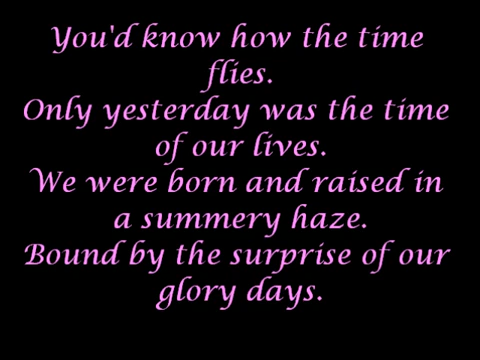 You'd know how the time
flies.
Only yesterday was the time
of our lives.
We were born and raised in
a summery haze.
Bound by the surprise of our
glory days.